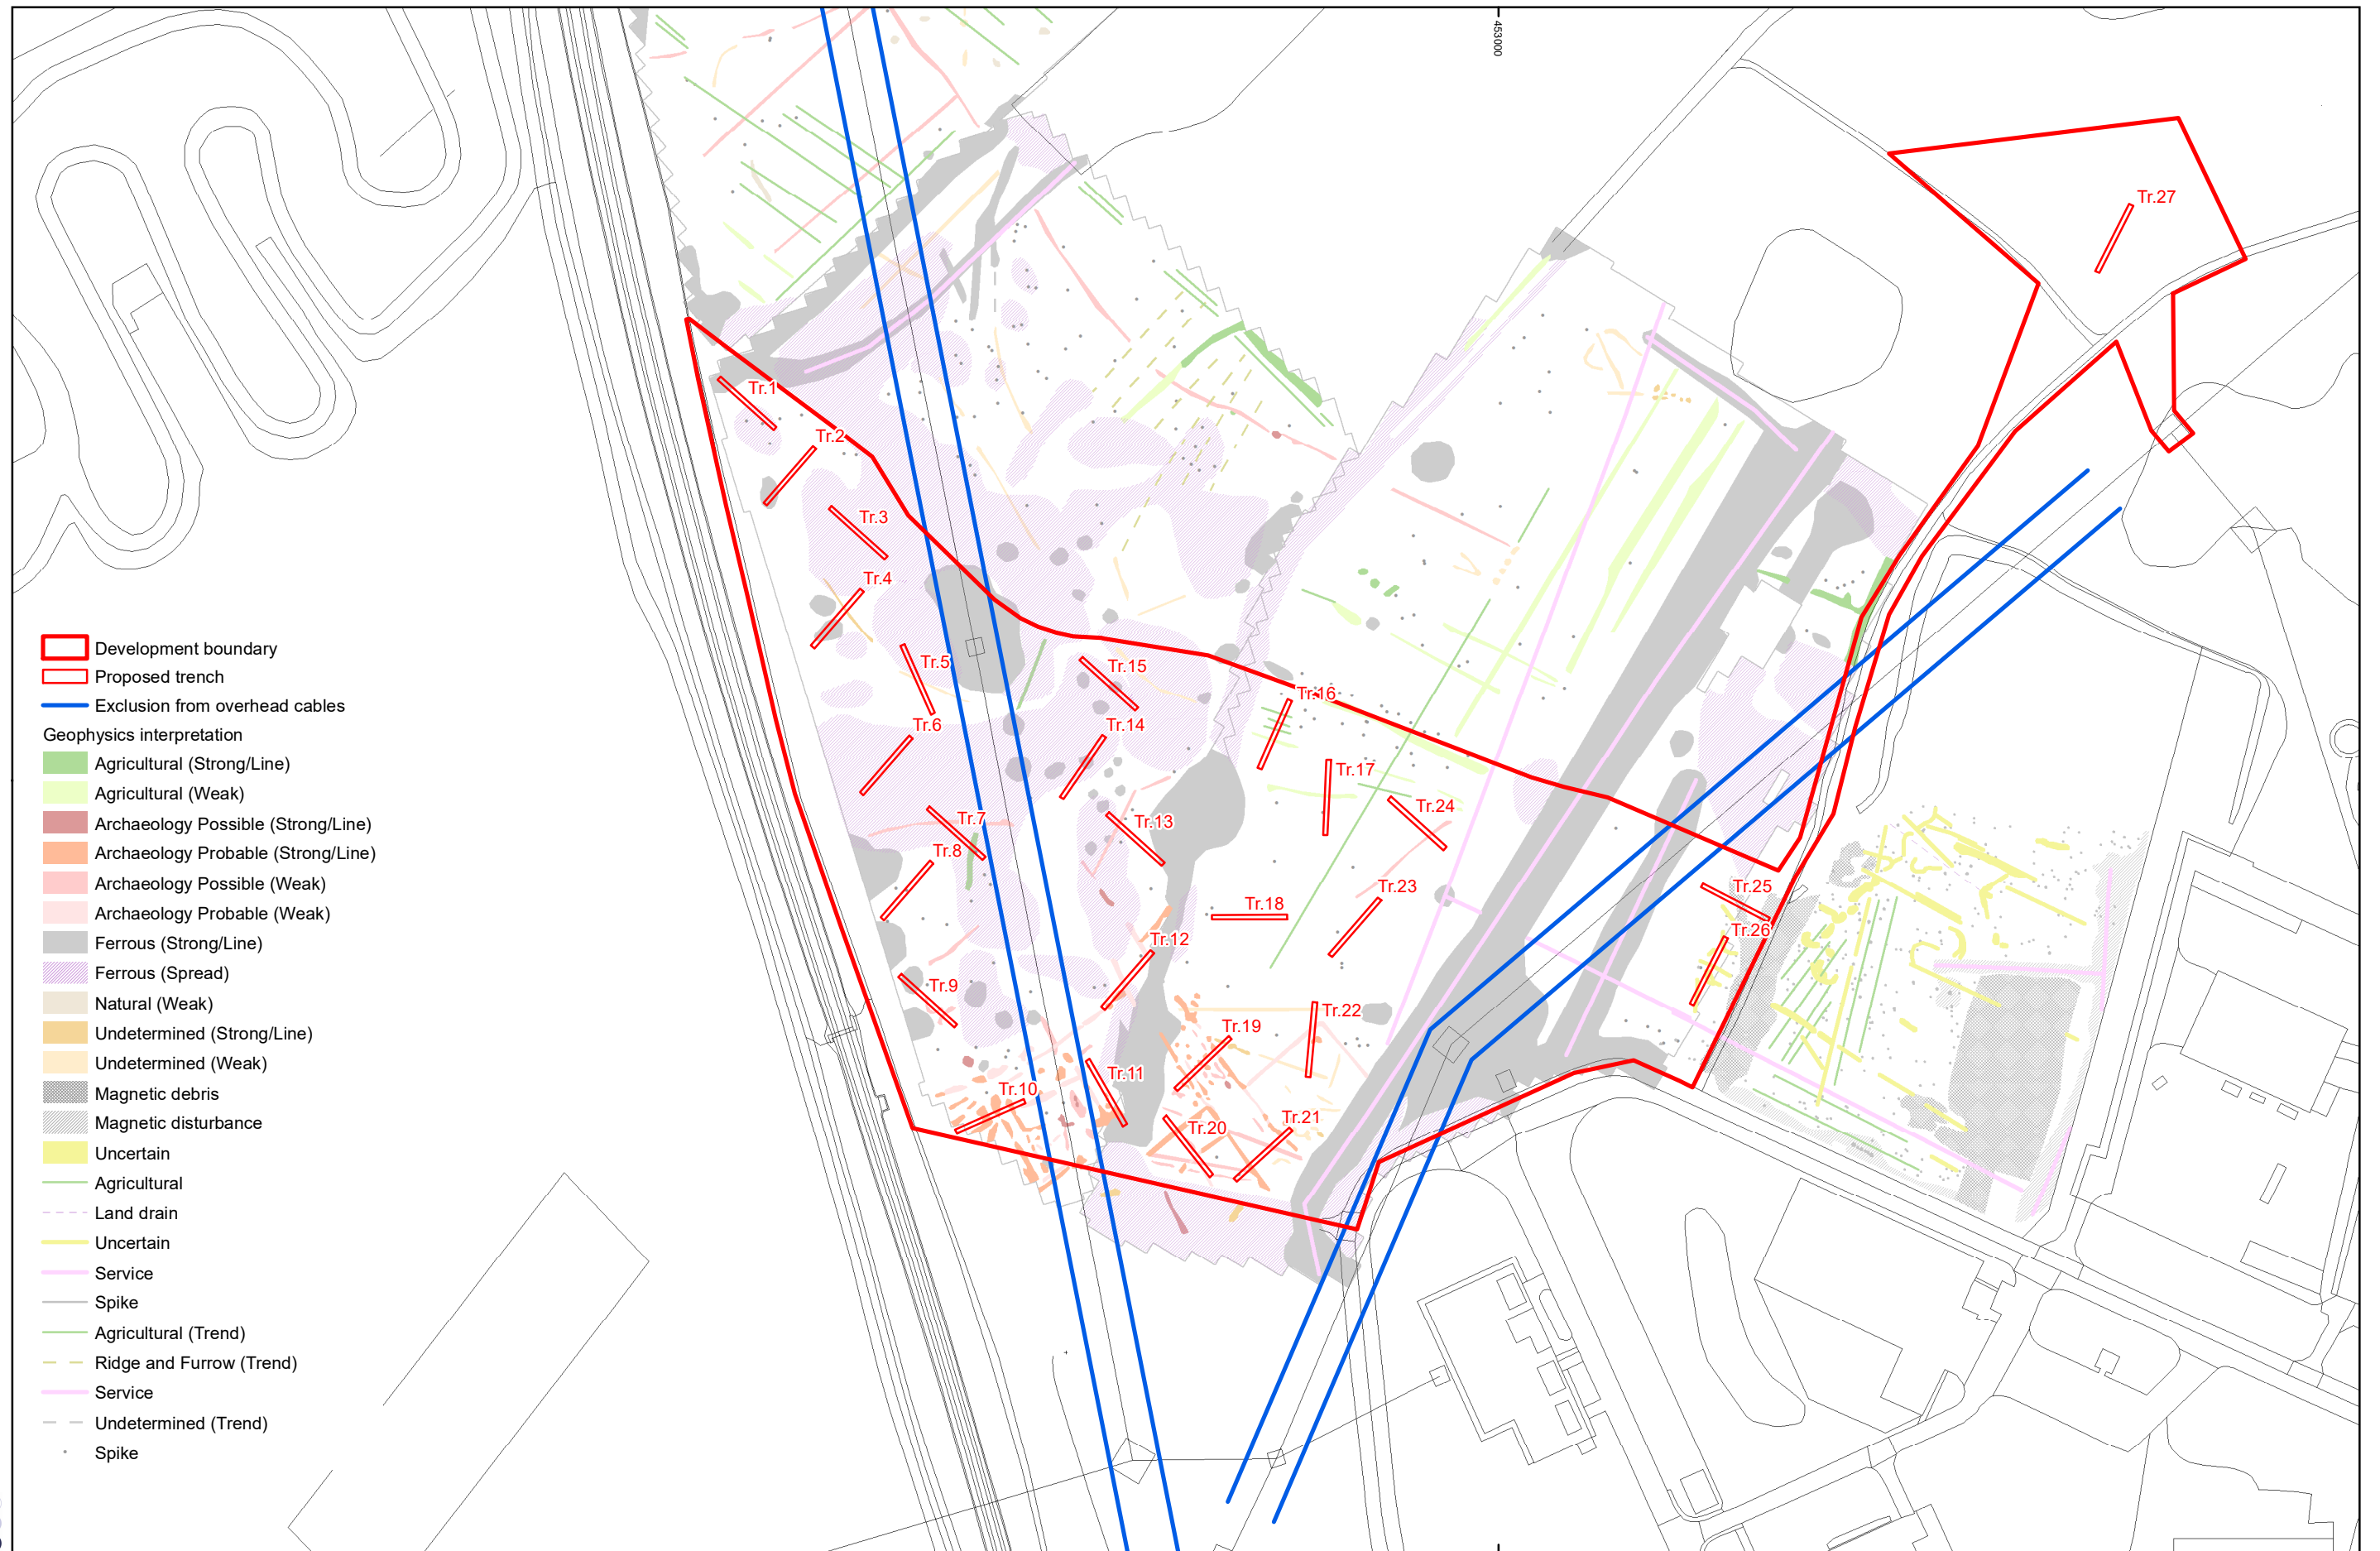 453000
Tr.27
Tr.1
Tr.2
Tr.3
Tr.4
Tr.5
Tr.6
Tr.7
Tr.8
Tr.9
Tr.10
Tr.11
Tr.12
Tr.13
Tr.14
Tr.15
Tr.16
Tr.17
Tr.24
Tr.18
Tr.23
Tr.22
Tr.19
Tr.20
Tr.21
Tr.25
Tr.26
Development boundary
Proposed trench
Exclusion from overhead cables
Geophysics interpretation
Agricultural (Strong/Line)
Agricultural (Weak)
Archaeology Possible (Strong/Line)
Archaeology Probable (Strong/Line)
Archaeology Possible (Weak)
Archaeology Probable (Weak)
Ferrous (Strong/Line)
Ferrous (Spread)
Natural (Weak)
Undetermined (Strong/Line)
Undetermined (Weak)
Magnetic debris
Magnetic disturbance
Uncertain
Agricultural
Land drain
Uncertain
Service
Spike
Agricultural (Trend)
Ridge and Furrow (Trend)
Service
Undetermined (Trend)
Spike